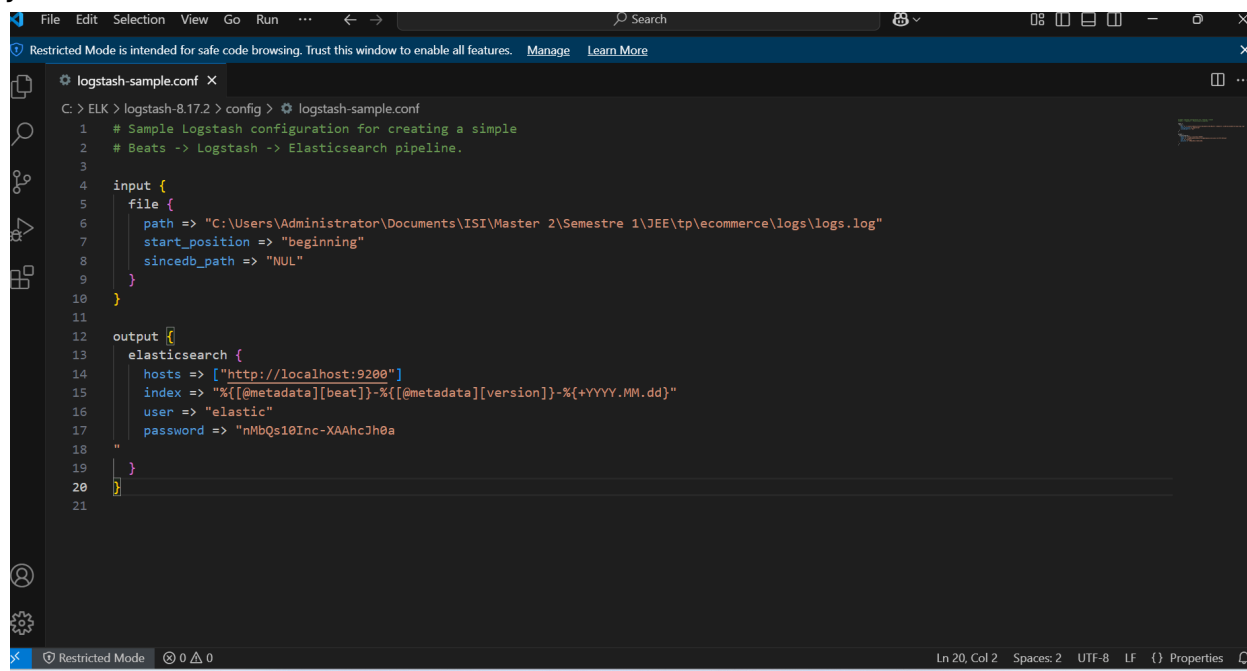 File Edit Selection View Go Run ··· ← → Search
Restricted Mode is intended for safe code browsing. Trust this window to enable all features. Manage Learn More
logstash-sample.conf
C: > ELK > logstash-8.17.2 > config > logstash-sample.conf
1 # Sample Logstash configuration for creating a simple
2 # Beats -> Logstash -> Elasticsearch pipeline.
3
4 input {
5 file {
6 path => "C:\Users\Administrator\Documents\ISI\Master 2\Semestre 1\JEE\tp\ecommerce\logs\logs.log"
7 start_position => "beginning"
8 sincedb_path => "NUL"
9 }
10 }
11
12 output {
13 elasticsearch {
14 hosts => ["http://localhost:9200"]
15 index => "%{[@metadata][beat]}-%{[@metadata][version]}-%{+YYYY.MM.dd}"
16 user => "elastic"
17 password => "nMbQs10Inc-XAAhcJh0a
18 "
19 }
20 }
21
Restricted Mode 0 0 Ln 20, Col 2 Spaces: 2 UTF-8 LF {} Properties